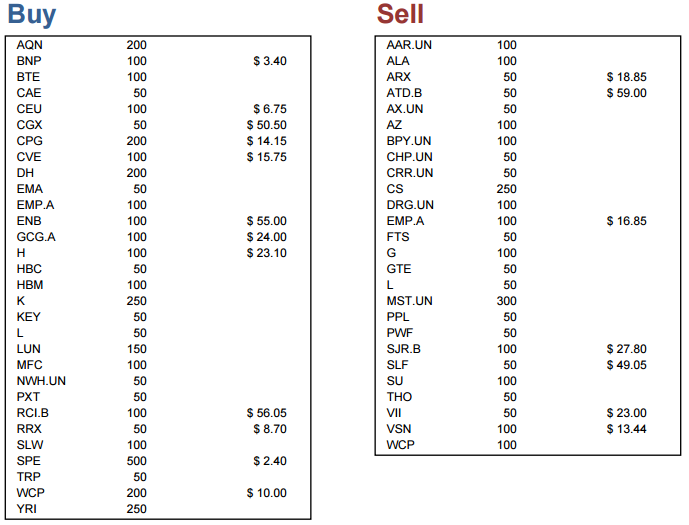 Buy
AQN 200
BNP 100 $ 3.40
BTE 100
CAE 50
CEU 100 $ 6.75
CGX 50 $ 50.50
CPG 200 $ 14.15
CVE 100 $ 15.75
DH 200
EMA 50
EMP.A 100
ENB 100 $ 55.00
GCG.A 100 $ 24.00
H 100 $ 23.10
HBC 50
HBM 100
K 250
KEY 50
L 50
LUN 150
MFC 100
NWH.UN 50
PXT 50
RCI.B 100 $ 56.05
RRX 50 $ 8.70
SLW 100
SPE 500 $ 2.40
TRP 50
WCP 200 $ 10.00
YRI 250
Sell
AAR.UN 100
ALA 100
ARX 50 $ 18.85
ATD.B 50 $ 59.00
AX.UN 50
AZ 100
BPY.UN 100
CHP.UN 50
CRR.UN 50
CS 250
DRG.UN 100
EMP.A 100 $ 16.85
FTS 50
G 100
GTE 50
L 50
MST.UN 300
PPL 50
PWF 50
SJR.B 100 $ 27.80
SLF 50 $ 49.05
SU 100
THO 50
VII 50 $ 23.00
VSN 100 $ 13.44
WCP 100